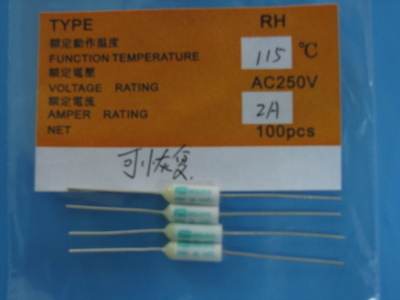 TYPE RH
額定動作溫度
FUNCTION TEMPERATURE 115 ℃
額定電壓
VOLTAGE RATING AC250V
額定電流
AMPER RATING 2A
NET 100pcs
可恢复